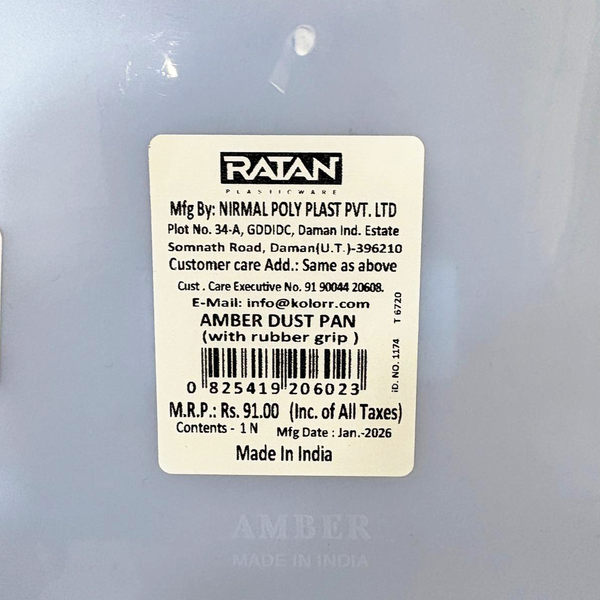 RATAN
PLASTICWARE
Mfg By: NIRMAL POLY PLAST PVT. LTD
Plot No. 34-A, GDDIDC, Daman Ind. Estate
Somnath Road, Daman(U.T.)-396210
Customer care Add.: Same as above
Cust . Care Executive No. 91 90044 20608.
E-Mail: info@kolorr.com
AMBER DUST PAN
(with rubber grip )
0 825419 206023
iD. NO. 1174 T 6720
M.R.P.: Rs. 91.00 (Inc. of All Taxes)
Contents - 1 N Mfg Date : Jan.-2026
Made In India
AMBER
MADE IN INDIA